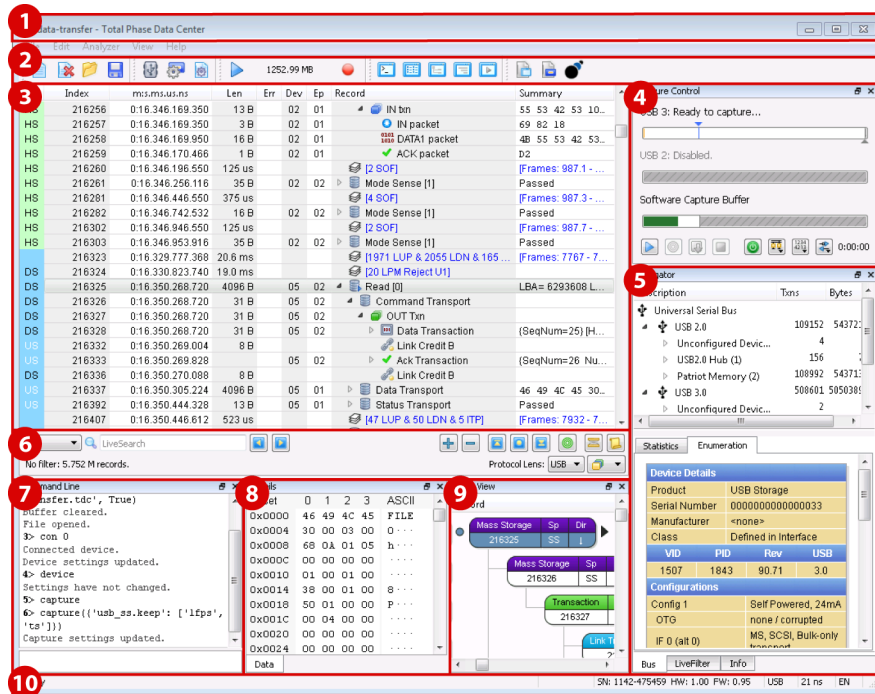 1
data-transfer - Total Phase Data Center
Edit Analyzer View Help
2
1252.99 MB
3
Index m:s.ms.us.ns Len Err Dev Ep Record Summary
216256 0:16.346.169.350 13 B 02 01 IN txn 55 53 42 53 10...
HS 216257 0:16.346.169.350 3 B 02 01 IN packet 69 82 18
HS 216258 0:16.346.169.950 16 B 02 01 DATA1 packet 4B 55 53 42 53...
HS 216259 0:16.346.170.466 1 B 02 01 ACK packet D2
HS 216260 0:16.346.196.550 125 us [2 SOF] [Frames: 987.1 - ...
HS 216261 0:16.346.256.116 35 B 02 02 Mode Sense [1] Passed
HS 216281 0:16.346.446.550 375 us [4 SOF] [Frames: 987.3 - ...
HS 216282 0:16.346.742.532 16 B 02 02 Mode Sense [1] Passed
HS 216302 0:16.346.946.550 125 us [2 SOF] [Frames: 987.7 - ...
HS 216303 0:16.346.953.916 35 B 02 02 Mode Sense [1] Passed
216323 0:16.329.777.368 20.6 ms [1971 LUP & 2055 LDN & 165 ... [Frames: 7767 - 7...
DS 216324 0:16.330.823.740 19.0 ms [20 LPM Reject U1]
DS 216325 0:16.350.268.720 4096 B 05 02 Read [0] LBA= 6293608 L...
DS 216326 0:16.350.268.720 31 B 05 02 Command Transport
DS 216327 0:16.350.268.720 31 B 05 02 OUT Txn
DS 216328 0:16.350.268.720 31 B 05 02 Data Transaction (SeqNum=25) [H...
US 216332 0:16.350.269.004 8 B Link Credit B
US 216333 0:16.350.269.828 05 02 Ack Transaction (SeqNum=26 Nu...
DS 216336 0:16.350.270.088 8 B Link Credit B
US 216337 0:16.350.305.224 4096 B 05 01 Data Transport 46 49 4C 45 30...
US 216392 0:16.350.444.328 13 B 05 01 Status Transport Passed
216407 0:16.350.446.612 523 us [47 LUP & 50 LDN & 5 ITP] [Frames: 7932 - 7...
4
Control
USB 3: Ready to capture...
USB 2: Disabled.
Software Capture Buffer
0:00:00
5
Txns Bytes
Universal Serial Bus
USB 2.0 109152 54372
Unconfigured Devic... 4
USB2.0 Hub (1) 156
Patriot Memory (2) 108992 54371
USB 3.0 508601 505038
Unconfigured Devic... 2
6
LiveSearch
No filter: 5.752 M records.
Protocol Lens: USB
Statistics Enumeration
Device Details
Product USB Storage
Serial Number 0000000000000033
Manufacturer <none>
Class Defined in Interface
VID PID Rev USB
1507 1843 90.71 3.0
Configurations
Config 1 Self Powered, 24mA
OTG none / corrupted
IF 0 (alt 0) MS, SCSI, Bulk-only
transport
Bus LiveFilter Info
7
Line
, True)
Buffer cleared.
File opened.
3> con 0
Connected device.
Device settings updated.
4> device
Settings have not changed.
5> capture
6> capture({'usb_ss.keep': ['lfps',
'ts']})
Capture settings updated.
8
0 1 2 3 ASCII
0x0000 46 49 4C 45 FILE
0x0004 30 00 03 00 0···
0x0008 68 0A 01 05 h···
0x000C 00 00 00 00 ····
0x0010 01 00 01 00 ····
0x0014 38 00 01 00 8···
0x0018 50 01 00 00 P···
0x001C 00 04 00 00 ····
0x0020 00 00 00 00 ····
0x0024 00 00 00 00 ····
Data
9
View
Mass Storage Sp Dir
216325 SS ↓
Mass Storage Sp
216326 SS
Transaction
216327
Link
10
SN: 1142-475459 HW: 1.00 FW: 0.95 USB 21 ns EN